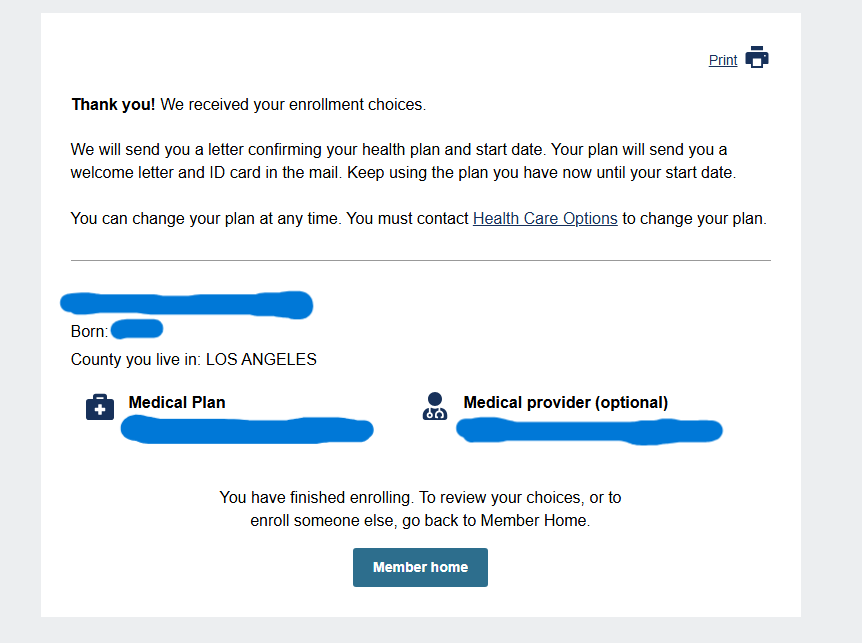 Print
Thank you! We received your enrollment choices.
We will send you a letter confirming your health plan and start date. Your plan will send you a
welcome letter and ID card in the mail. Keep using the plan you have now until your start date.
You can change your plan at any time. You must contact Health Care Options to change your plan.
Born:
County you live in: LOS ANGELES
Medical Plan
Medical provider (optional)
You have finished enrolling. To review your choices, or to
enroll someone else, go back to Member Home.
Member home